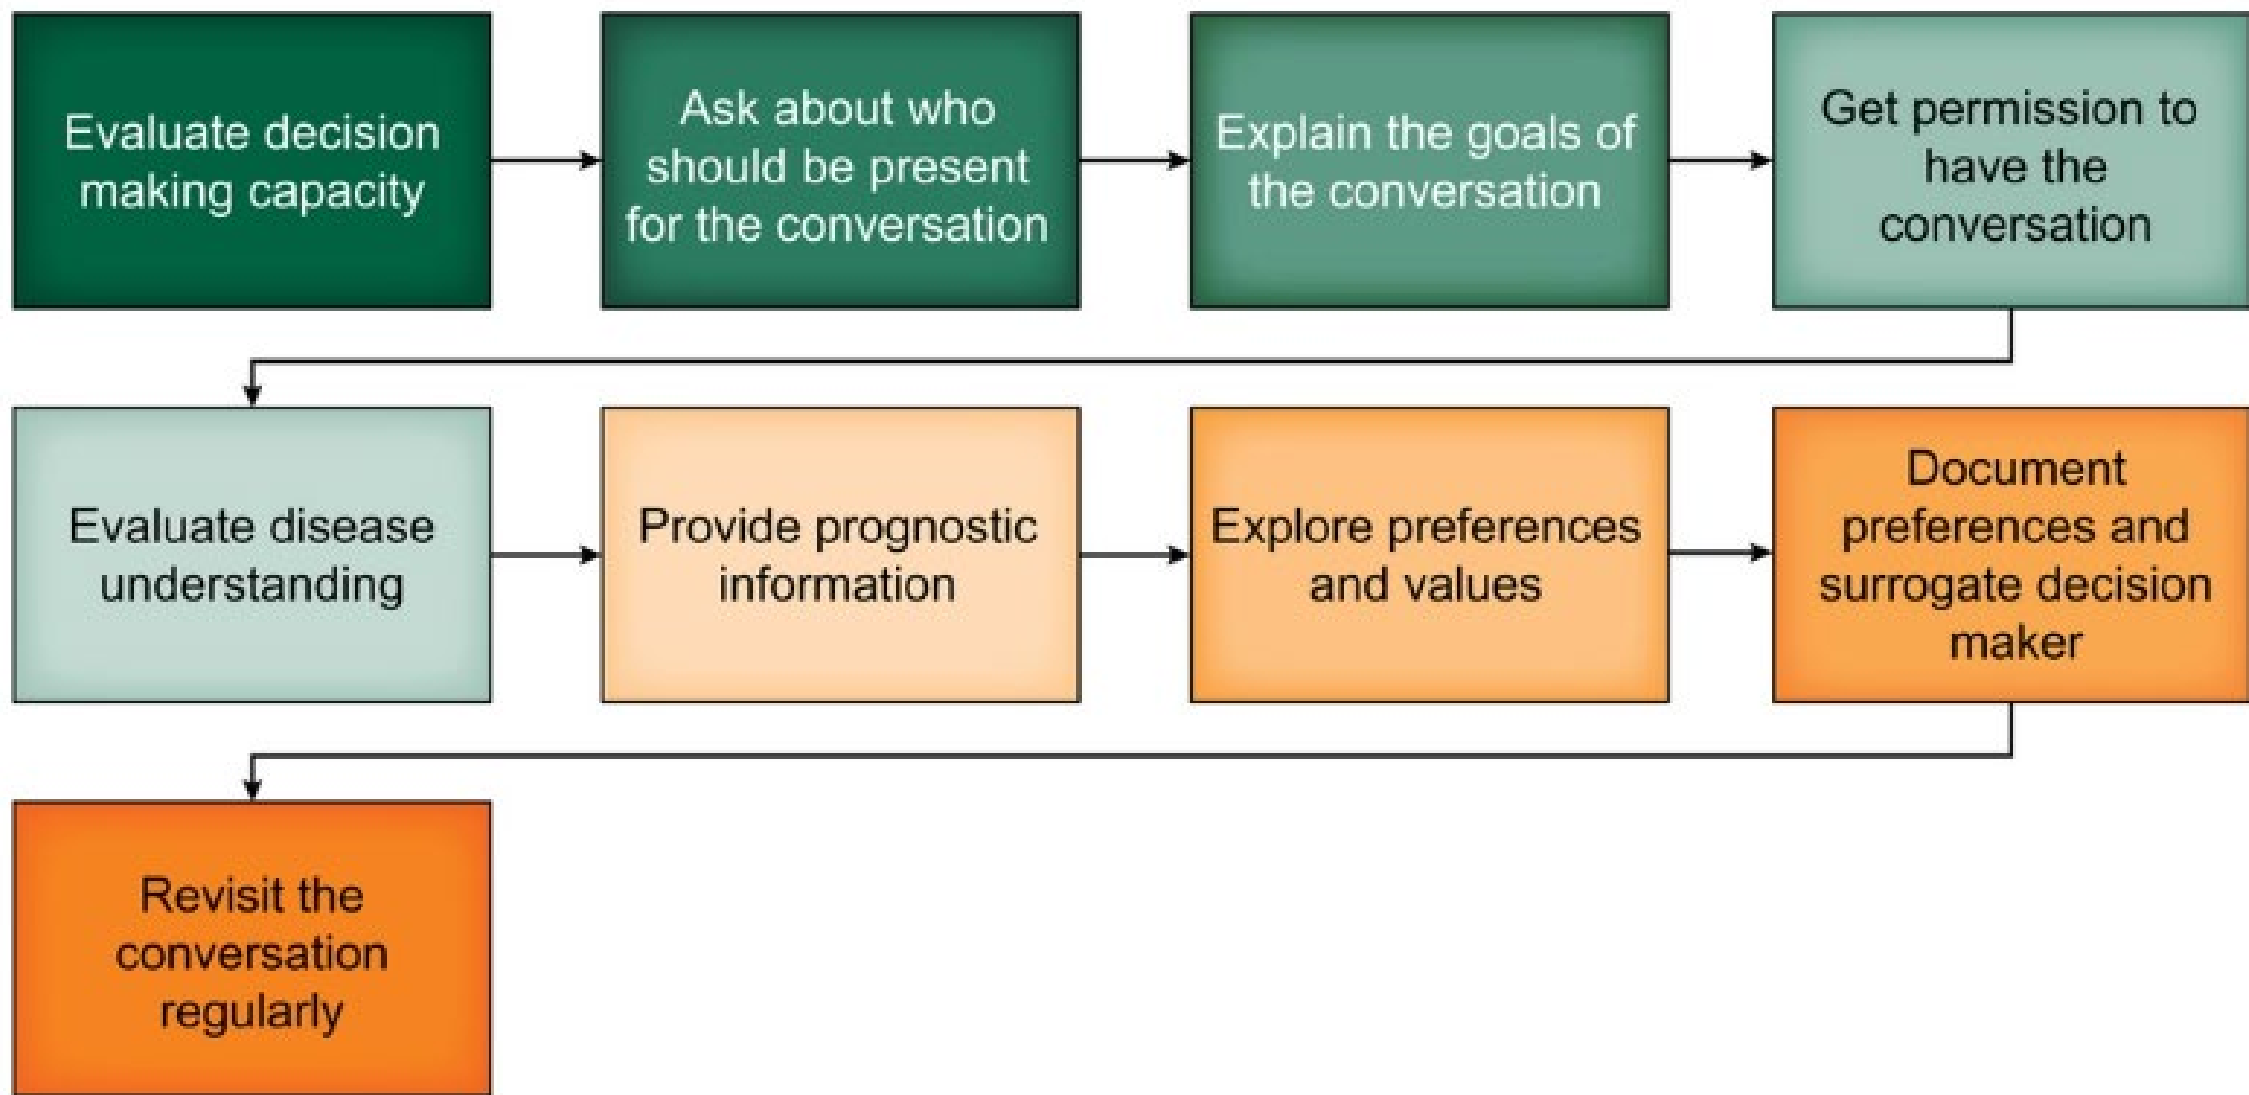 Evaluate decision
making capacity
Ask about who
should be present
for the conversation
Explain the goals of
the conversation
Get permission to
have the
conversation
Evaluate disease
understanding
Provide prognostic
information
Explore preferences
and values
Document
preferences and
surrogate decision
maker
Revisit the
conversation
regularly